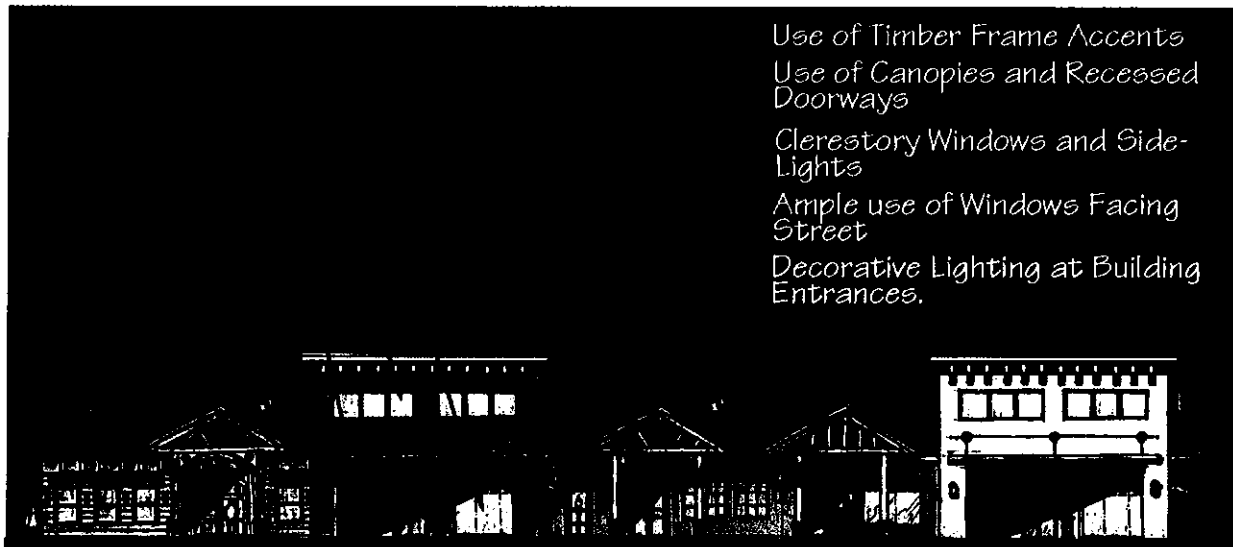 Use of Timber Frame Accents
Use of Canopies and Recessed
Doorways
Clerestory Windows and Side-
Lights
Ample use of Windows Facing
Street
Decorative Lighting at Building
Entrances.